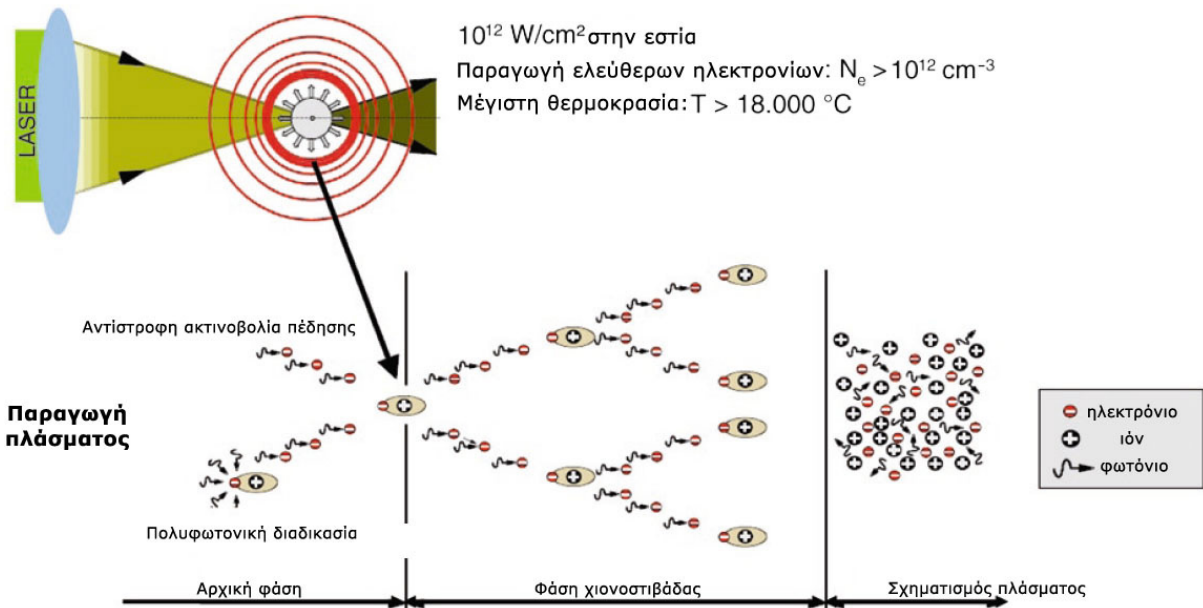 LASER
10¹² W/cm² στην εστία
Παραγωγή ελεύθερων ηλεκτρονίων: Nₑ > 10¹² cm⁻³
Μέγιστη θερμοκρασία: T > 18.000 °C
Αντίστροφη ακτινοβολία πέδησης
Παραγωγή
πλάσματος
Πολυφωτονική διαδικασία
ηλεκτρόνιο
ιόν
φωτόνιο
Αρχική φάση
Φάση χιονοστιβάδας
Σχηματισμός πλάσματος